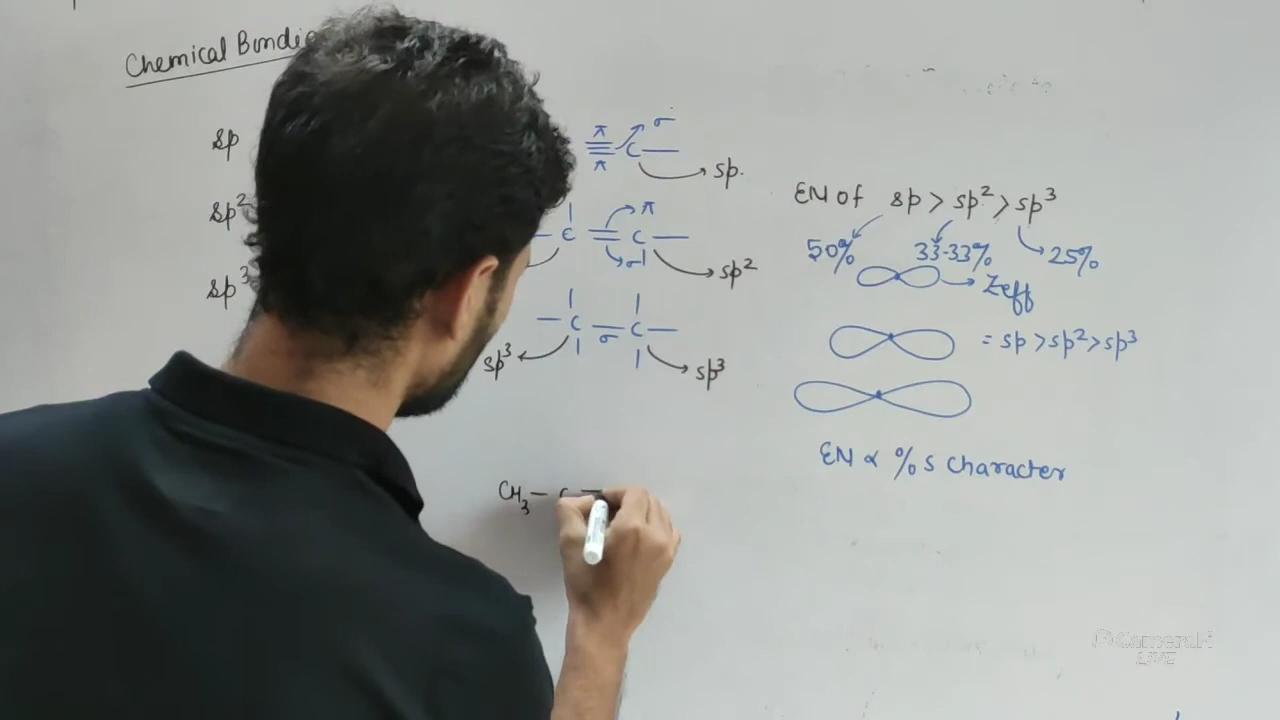 Chemical
π
σ
sp
≡ C —
π
sp.
sp²
π
— C = C —
σ
sp²
sp³
— C — C —
σ
sp³
sp³
EN of sp > sp² > sp³
50% 33.33% 25%
Zeff
= sp > sp² > sp³
EN ∝ % s Character
CH₃ — C
LIVE